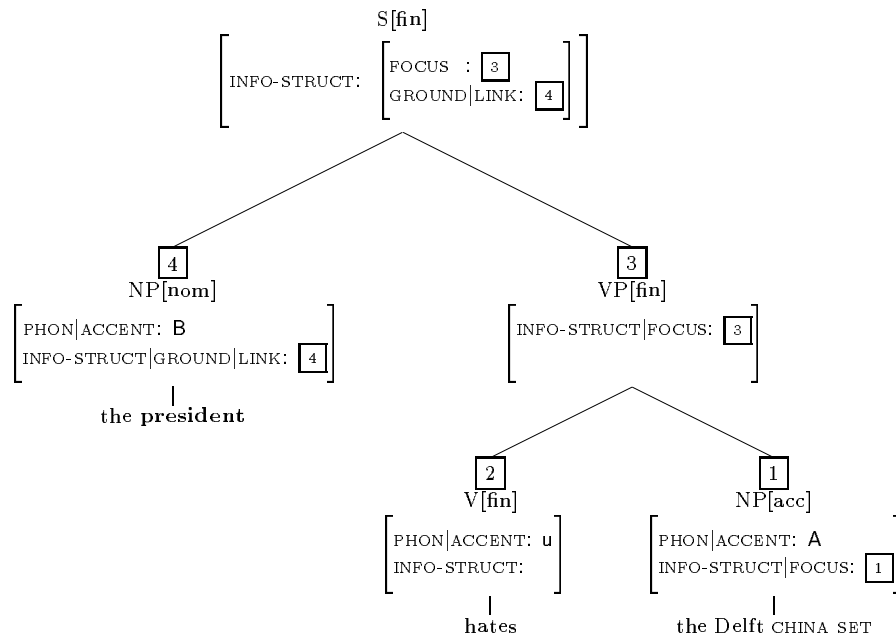 S[fin]
INFO-STRUCT: FOCUS : 3
GROUND|LINK: 4
4
NP[nom]
PHON|ACCENT: B
INFO-STRUCT|GROUND|LINK: 4
the president
3
VP[fin]
INFO-STRUCT|FOCUS: 3
2
V[fin]
PHON|ACCENT: u
INFO-STRUCT:
hates
1
NP[acc]
PHON|ACCENT: A
INFO-STRUCT|FOCUS: 1
the Delft CHINA SET